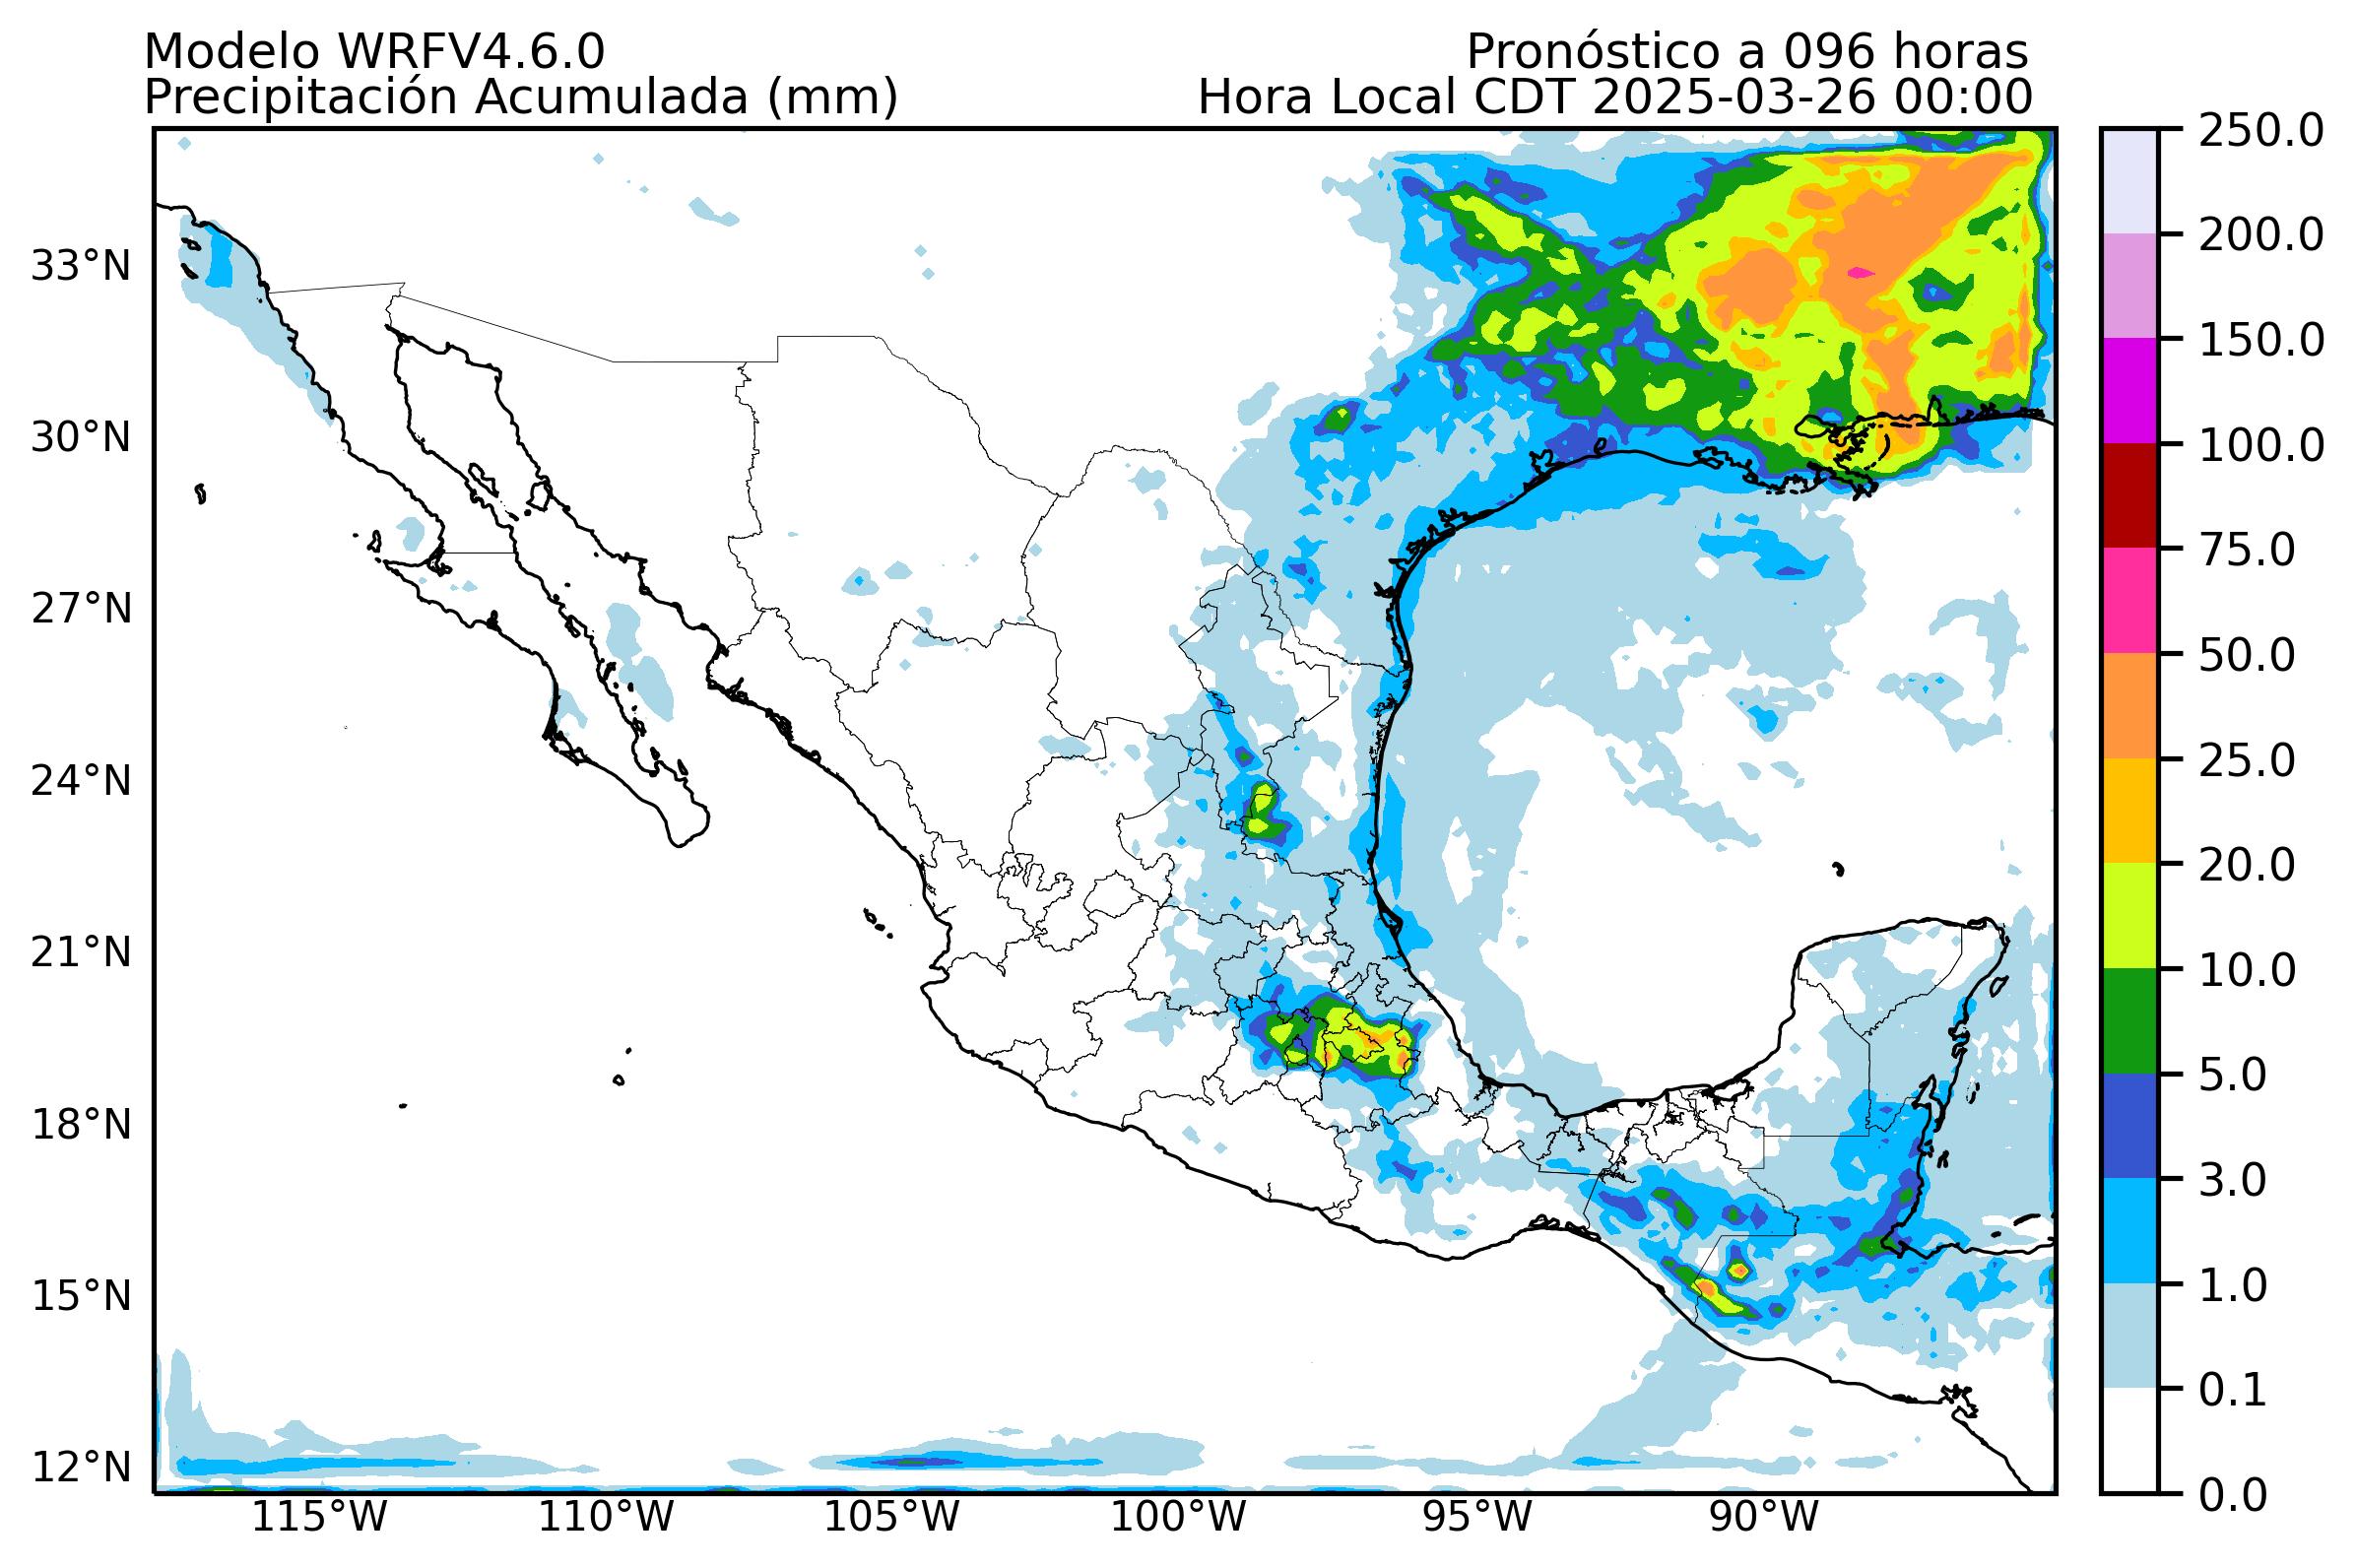 Modelo WRFV4.6.0
Pronóstico a 096 horas
Precipitación Acumulada (mm)
Hora Local CDT 2025-03-26 00:00
250.0
200.0
150.0
100.0
75.0
50.0
25.0
20.0
10.0
5.0
3.0
1.0
0.1
0.0
33°N
30°N
27°N
24°N
21°N
18°N
15°N
12°N
115°W
110°W
105°W
100°W
95°W
90°W